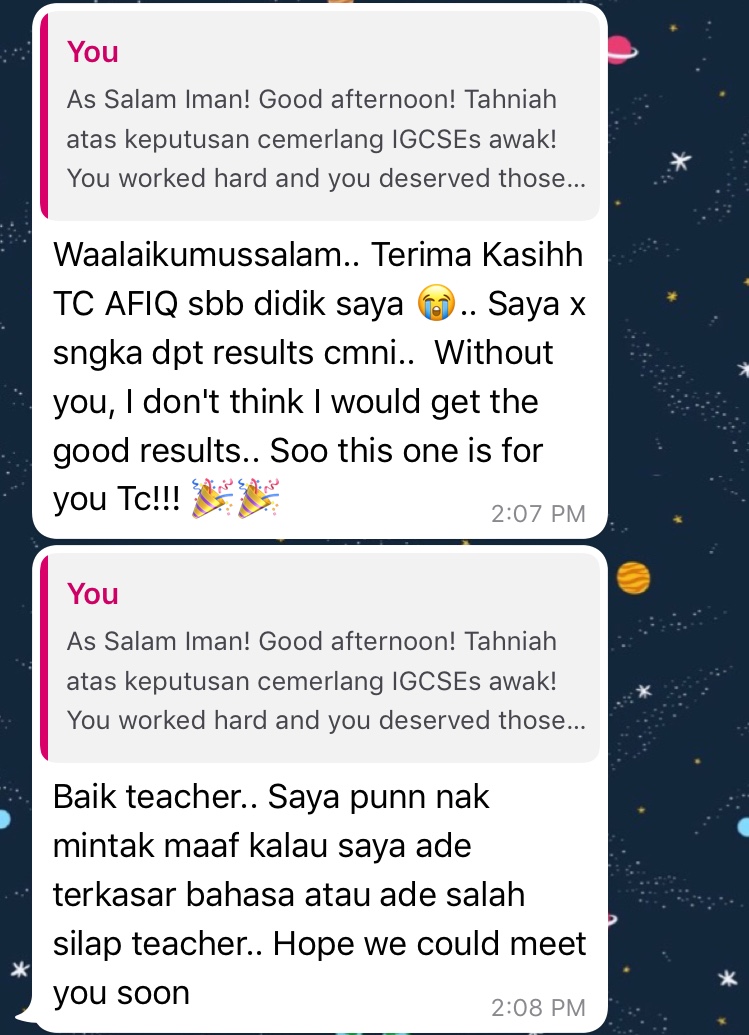 You
As Salam Iman! Good afternoon! Tahniah
atas keputusan cemerlang IGCSEs awak!
You worked hard and you deserved those...
Waalaikumussalam.. Terima Kasihh
TC AFIQ sbb didik saya 😭.. Saya x
sngka dpt results cmni..  Without
you, I don't think I would get the
good results.. Soo this one is for
you Tc!!! 🎉🎉
2:07 PM
You
As Salam Iman! Good afternoon! Tahniah
atas keputusan cemerlang IGCSEs awak!
You worked hard and you deserved those...
Baik teacher.. Saya punn nak
mintak maaf kalau saya ade
terkasar bahasa atau ade salah
silap teacher.. Hope we could meet
you soon
2:08 PM